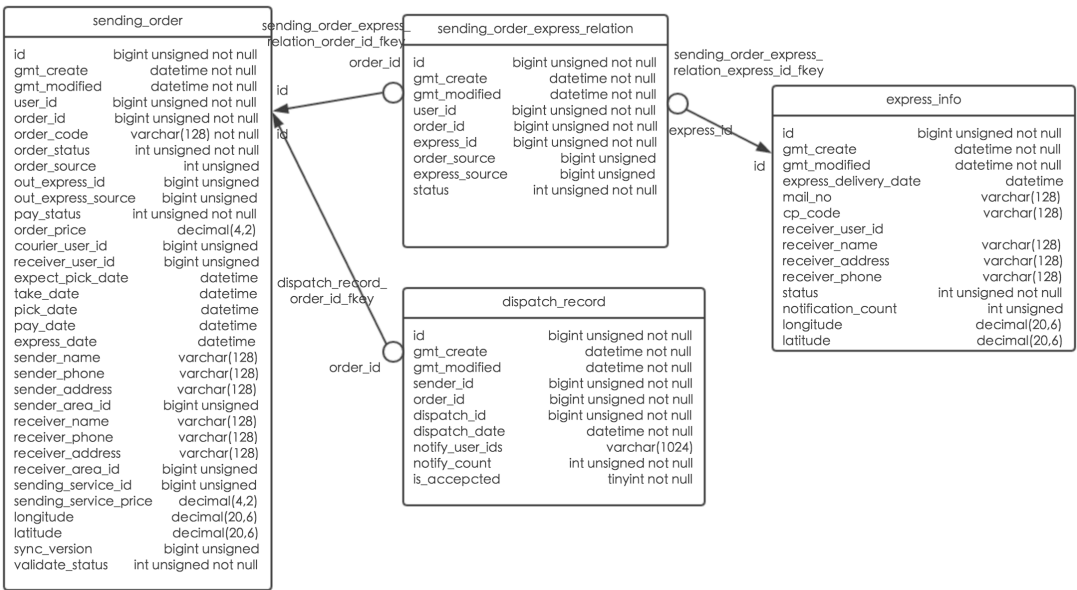 sending_order
id bigint unsigned not null
gmt_create datetime not null
gmt_modified datetime not null
user_id bigint unsigned not null
order_id bigint unsigned not null
order_code varchar(128) not null
order_status int unsigned not null
order_source int unsigned
out_express_id bigint unsigned
out_express_source bigint unsigned
pay_status int unsigned not null
order_price decimal(4,2)
courier_user_id bigint unsigned
receiver_user_id bigint unsigned
expect_pick_date datetime
take_date datetime
pick_date datetime
pay_date datetime
express_date datetime
sender_name varchar(128)
sender_phone varchar(128)
sender_address varchar(128)
sender_area_id bigint unsigned
receiver_name varchar(128)
receiver_phone varchar(128)
receiver_address varchar(128)
receiver_area_id bigint unsigned
sending_service_id bigint unsigned
sending_service_price decimal(4,2)
longitude decimal(20,6)
latitude decimal(20,6)
sync_version bigint unsigned
validate_status int unsigned not null
sending_order_express_
relation_order_id_fkey
order_id
id
id
sending_order_express_relation
id bigint unsigned not null
gmt_create datetime not null
gmt_modified datetime not null
user_id bigint unsigned not null
order_id bigint unsigned not null
express_id bigint unsigned not null
order_source bigint unsigned
express_source bigint unsigned
status int unsigned not null
sending_order_express_
relation_express_id_fkey
express_id
id
express_info
id bigint unsigned not null
gmt_create datetime not null
gmt_modified datetime not null
express_delivery_date datetime
mail_no varchar(128)
cp_code varchar(128)
receiver_user_id
receiver_name varchar(128)
receiver_address varchar(128)
receiver_phone varchar(128)
status int unsigned not null
notification_count int unsigned
longitude decimal(20,6)
latitude decimal(20,6)
dispatch_record_
order_id_fkey
order_id
dispatch_record
id bigint unsigned not null
gmt_create datetime not null
gmt_modified datetime not null
sender_id bigint unsigned not null
order_id bigint unsigned not null
dispatch_id bigint unsigned not null
dispatch_date datetime not null
notify_user_ids varchar(1024)
notify_count int unsigned not null
is_accepcted tinyint not null